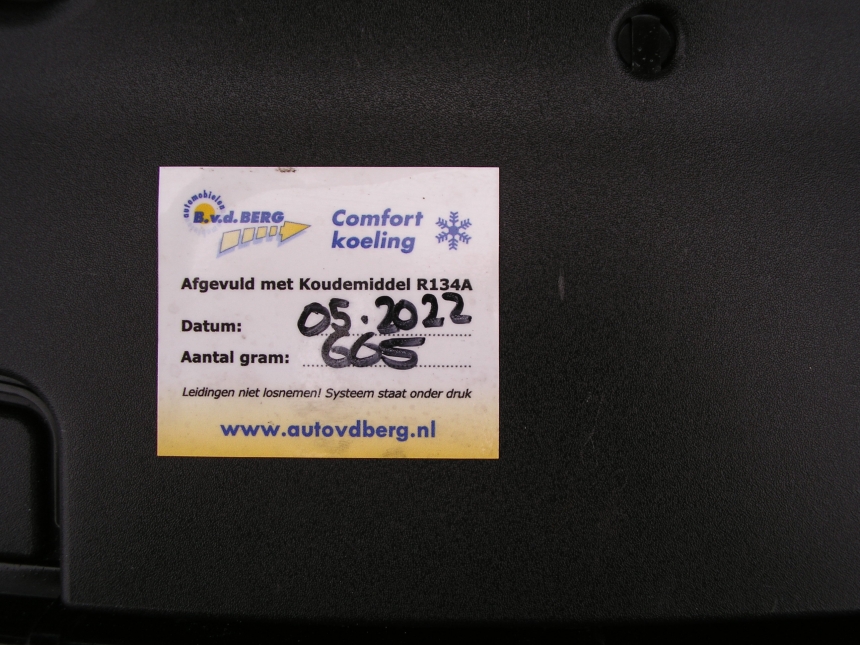 automobielen
B.v.d. BERG
Comfort
koeling
Afgevuld met Koudemiddel R134A
Datum: 05.2022
Aantal gram: 665
Leidingen niet losnemen! Systeem staat onder druk
www.autovdberg.nl